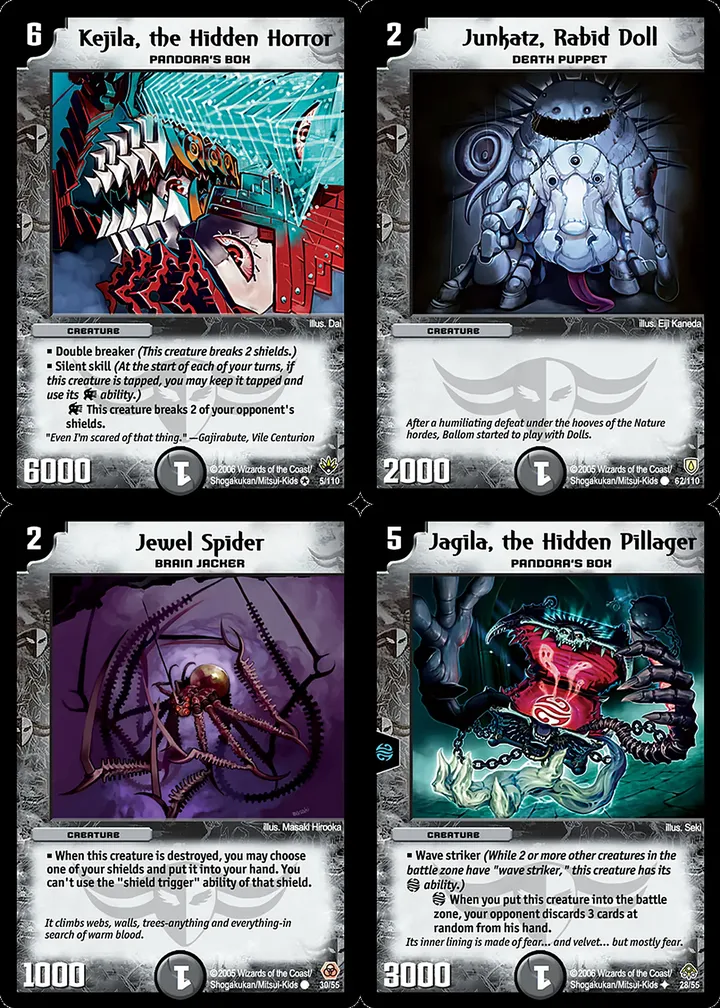 6
Kejila, the Hidden Horror
PANDORA'S BOX
illus. Dai
CREATURE
▪ Double breaker (This creature breaks 2 shields.)
▪ Silent skill (At the start of each of your turns, if
this creature is tapped, you may keep it tapped and
use its ability.)
This creature breaks 2 of your opponent's
shields.
"Even I'm scared of that thing." —Gajirabute, Vile Centurion
6000
1
©2006 Wizards of the Coast/
Shogakukan/Mitsui-Kids
5/110
2
Junkatz, Rabid Doll
DEATH PUPPET
illus. Eiji Kaneda
CREATURE
After a humiliating defeat under the hooves of the Nature
hordes, Ballom started to play with Dolls.
2000
1
©2005 Wizards of the Coast/
Shogakukan/Mitsui-Kids
62/110
2
Jewel Spider
BRAIN JACKER
illus. Masaki Hirooka
CREATURE
▪ When this creature is destroyed, you may choose
one of your shields and put it into your hand. You
can't use the "shield trigger" ability of that shield.
It climbs webs, walls, trees-anything and everything-in
search of warm blood.
1000
1
©2005 Wizards of the Coast/
Shogakukan/Mitsui-Kids
30/55
5
Jagila, the Hidden Pillager
PANDORA'S BOX
illus. Seki
CREATURE
▪ Wave striker (While 2 or more other creatures in the
battle zone have "wave striker," this creature has its
ability.)
When you put this creature into the battle
zone, your opponent discards 3 cards at
random from his hand.
Its inner lining is made of fear... and velvet... but mostly fear.
3000
1
©2005 Wizards of the Coast/
Shogakukan/Mitsui-Kids
28/55